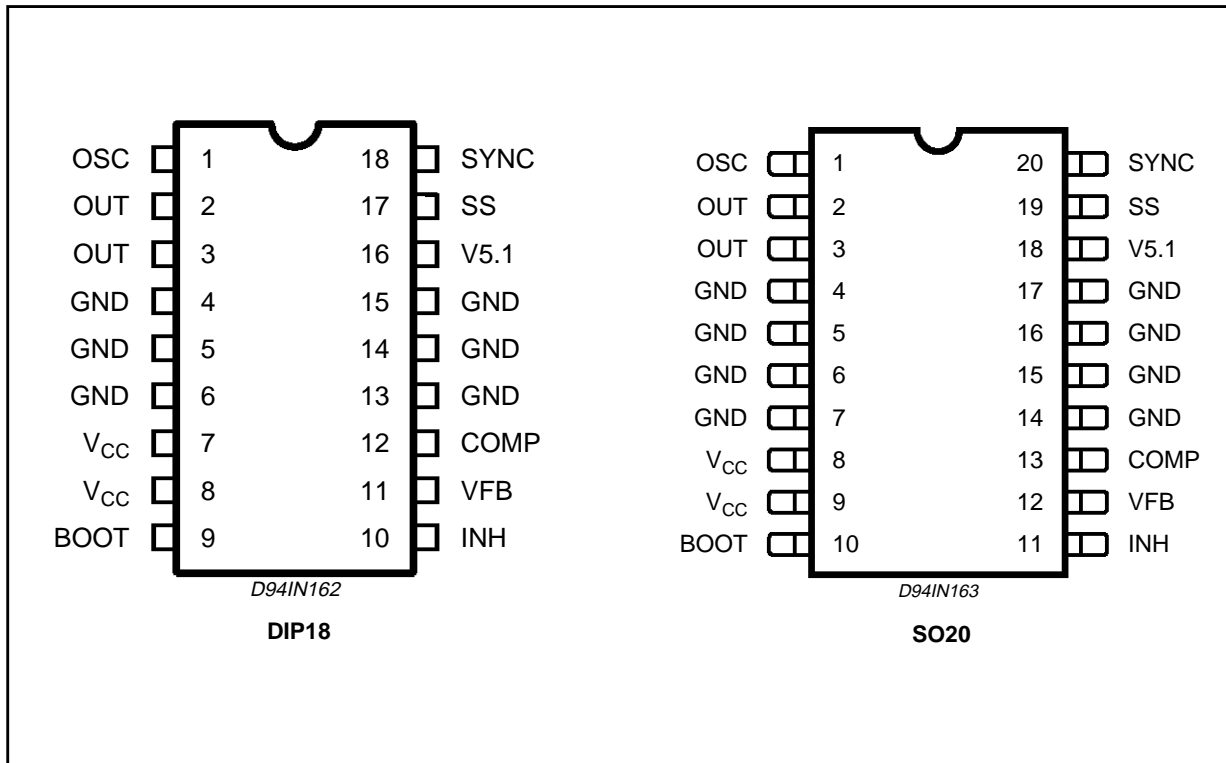 OSC 1 18 SYNC
OUT 2 17 SS
OUT 3 16 V5.1
GND 4 15 GND
GND 5 14 GND
GND 6 13 GND
VCC 7 12 COMP
VCC 8 11 VFB
BOOT 9 10 INH
D94IN162
DIP18
OSC 1 20 SYNC
OUT 2 19 SS
OUT 3 18 V5.1
GND 4 17 GND
GND 5 16 GND
GND 6 15 GND
GND 7 14 GND
VCC 8 13 COMP
VCC 9 12 VFB
BOOT 10 11 INH
D94IN163
SO20